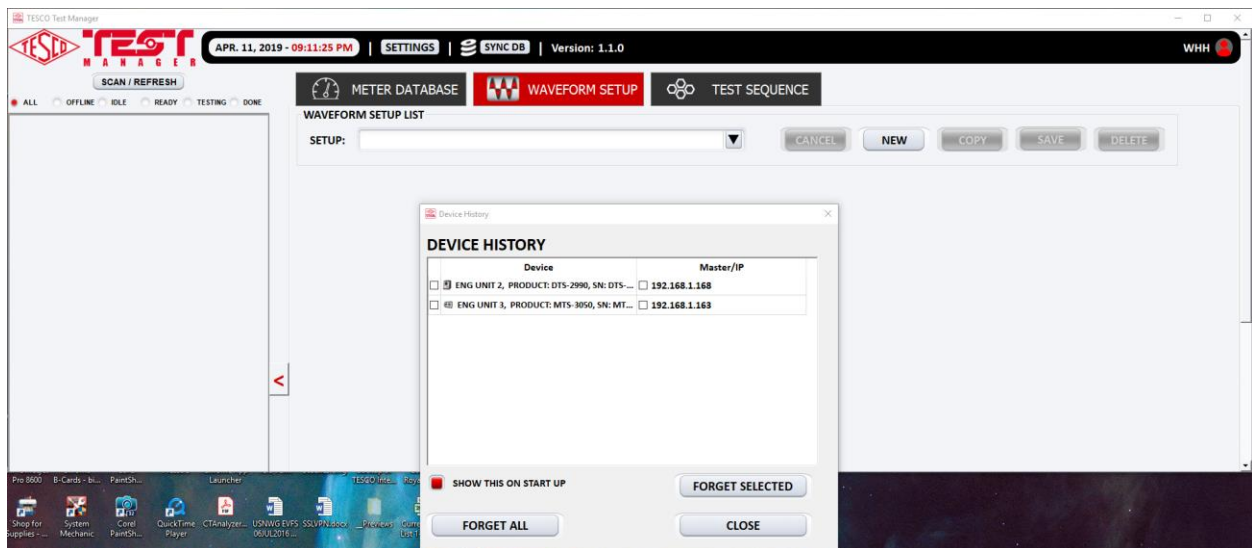 TESCO Test Manager
TESCO TEST MANAGER
APR. 11, 2019 - 09:11:25 PM | SETTINGS | SYNC DB | Version: 1.1.0
WHH
SCAN / REFRESH
ALL OFFLINE IDLE READY TESTING DONE
METER DATABASE WAVEFORM SETUP TEST SEQUENCE
WAVEFORM SETUP LIST
SETUP: CANCEL NEW COPY SAVE DELETE
<
Device History
DEVICE HISTORY
Device Master/IP
ENG UNIT 2, PRODUCT: DTS-2990, SN: DTS-... 192.168.1.168
ENG UNIT 3, PRODUCT: MTS-3050, SN: MT... 192.168.1.163
SHOW THIS ON START UP
FORGET SELECTED
FORGET ALL CLOSE
Pro 8600 B-Cards - bi... PaintSh... Launcher TESCO Inte...
Shop for Supplies - ...
System Mechanic
Corel PaintSh...
QuickTime Player
CTAnalyzer...
USNWG EVFS 06JUL2016 ...
SSLVPN.docx
_Previews